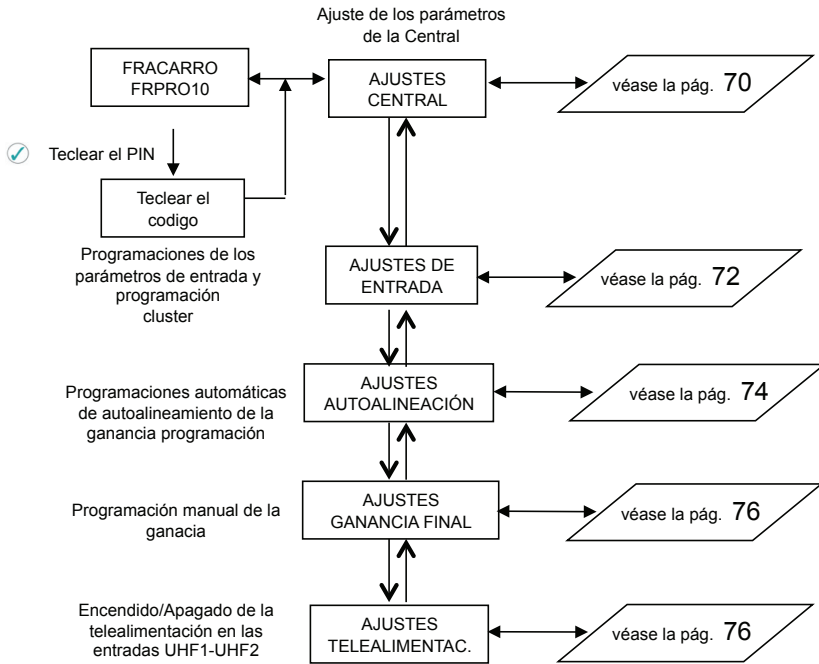 Ajuste de los parámetros
de la Central
FRACARRO
FRPRO10
AJUSTES
CENTRAL
véase la pág. 70
Teclear el PIN
Teclear el
codigo
Programaciones de los
parámetros de entrada y
programación
cluster
AJUSTES DE
ENTRADA
véase la pág. 72
Programaciones automáticas
de autoalineamiento de la
ganancia programación
AJUSTES
AUTOALINEACIÓN
véase la pág. 74
Programación manual de la
ganacia
AJUSTES
GANANCIA FINAL
véase la pág. 76
Encendido/Apagado de la
telealimentación en las
entradas UHF1-UHF2
AJUSTES
TELEALIMENTAC.
véase la pág. 76